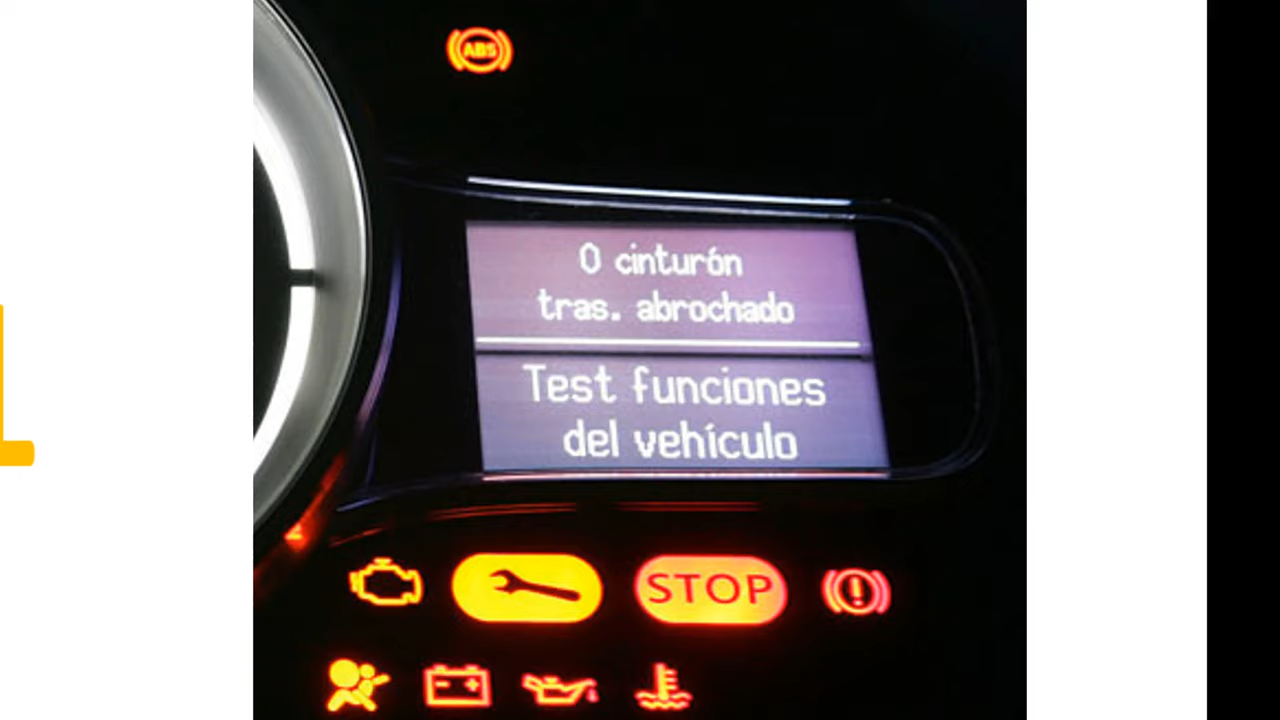 ABS
0 cinturón
tras. abrochado
Test funciones
del vehículo
STOP